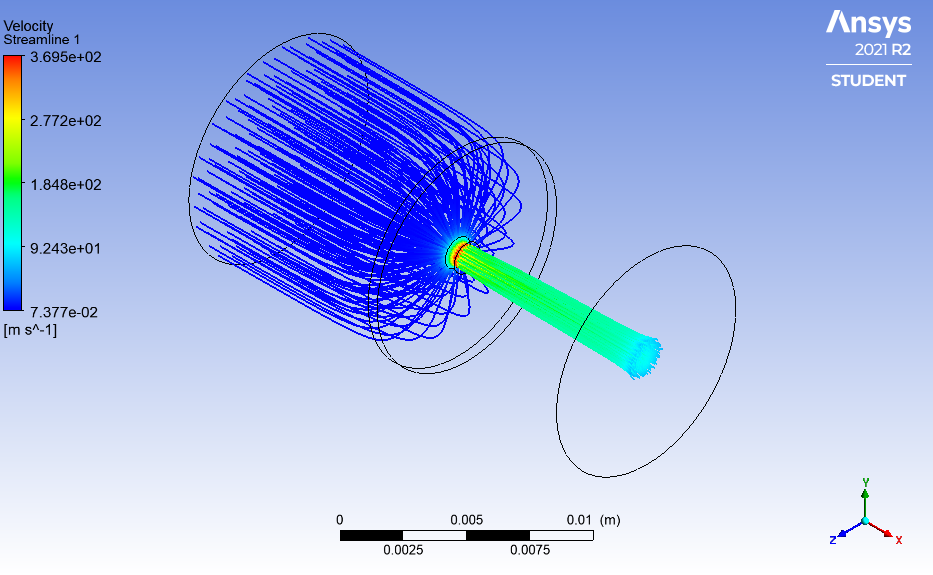 Velocity
Streamline 1
3.695e+02
2.772e+02
1.848e+02
9.243e+01
7.377e-02
[m s^-1]
Ansys
2021 R2
STUDENT
0 0.005 0.01 (m)
0.0025 0.0075
Y
Z X